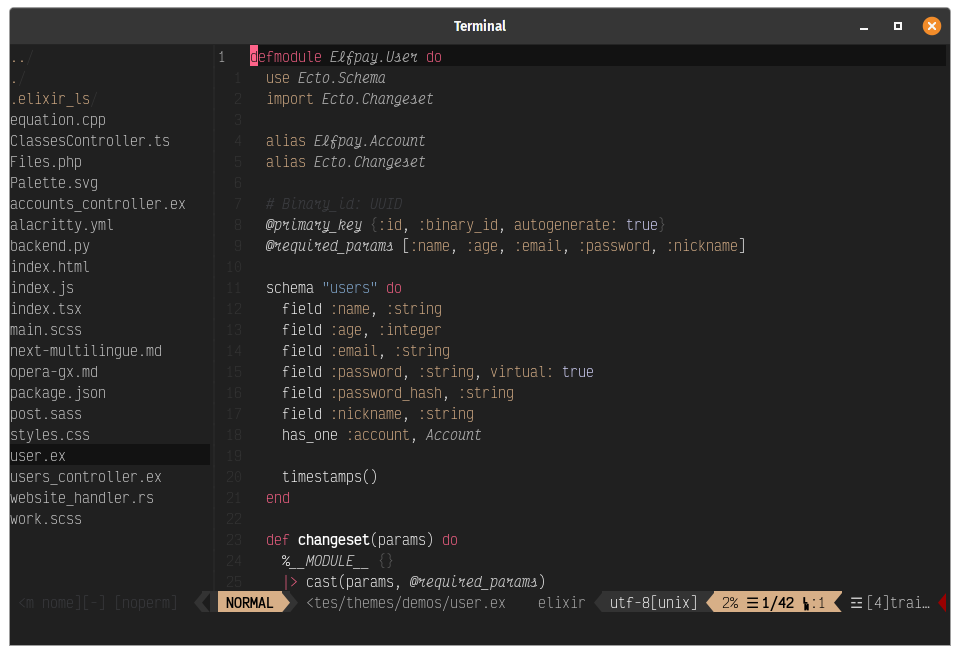 Terminal
../
./
.elixir_ls/
equation.cpp
ClassesController.ts
Files.php
Palette.svg
accounts_controller.ex
alacritty.yml
backend.py
index.html
index.js
index.tsx
main.scss
next-multilingue.md
opera-gx.md
package.json
post.sass
styles.css
user.ex
users_controller.ex
website_handler.rs
work.scss
1 defmodule Elfpay.User do
1 use Ecto.Schema
2 import Ecto.Changeset
3
4 alias Elfpay.Account
5 alias Ecto.Changeset
6
7 # Binary_id: UUID
8 @primary_key {:id, :binary_id, autogenerate: true}
9 @required_params [:name, :age, :email, :password, :nickname]
10
11 schema "users" do
12 field :name, :string
13 field :age, :integer
14 field :email, :string
15 field :password, :string, virtual: true
16 field :password_hash, :string
17 field :nickname, :string
18 has_one :account, Account
19
20 timestamps()
21 end
22
23 def changeset(params) do
24 %__MODULE__ {}
25 |> cast(params, @required_params)
<m nome][-] [noperm] NORMAL <tes/themes/demos/user.ex elixir utf-8[unix] 2% ☰ 1/42 :1 ☲ [4]trai…